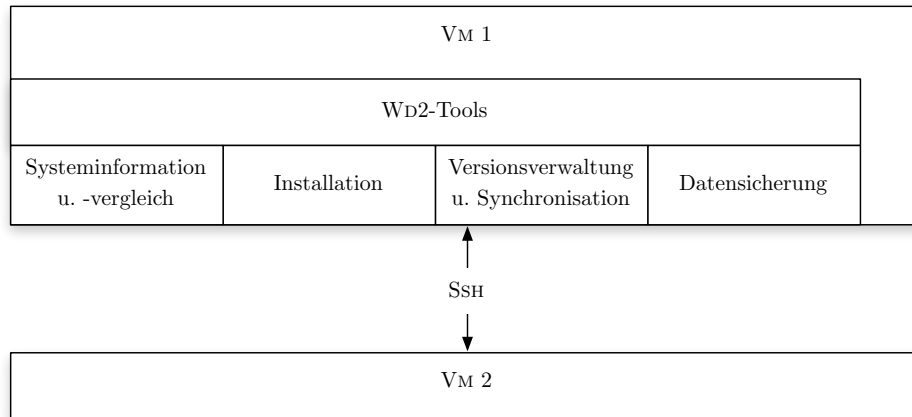 VM 1
WD2-Tools
Systeminformation
u. -vergleich
Installation
Versionsverwaltung
u. Synchronisation
Datensicherung
SSH
VM 2